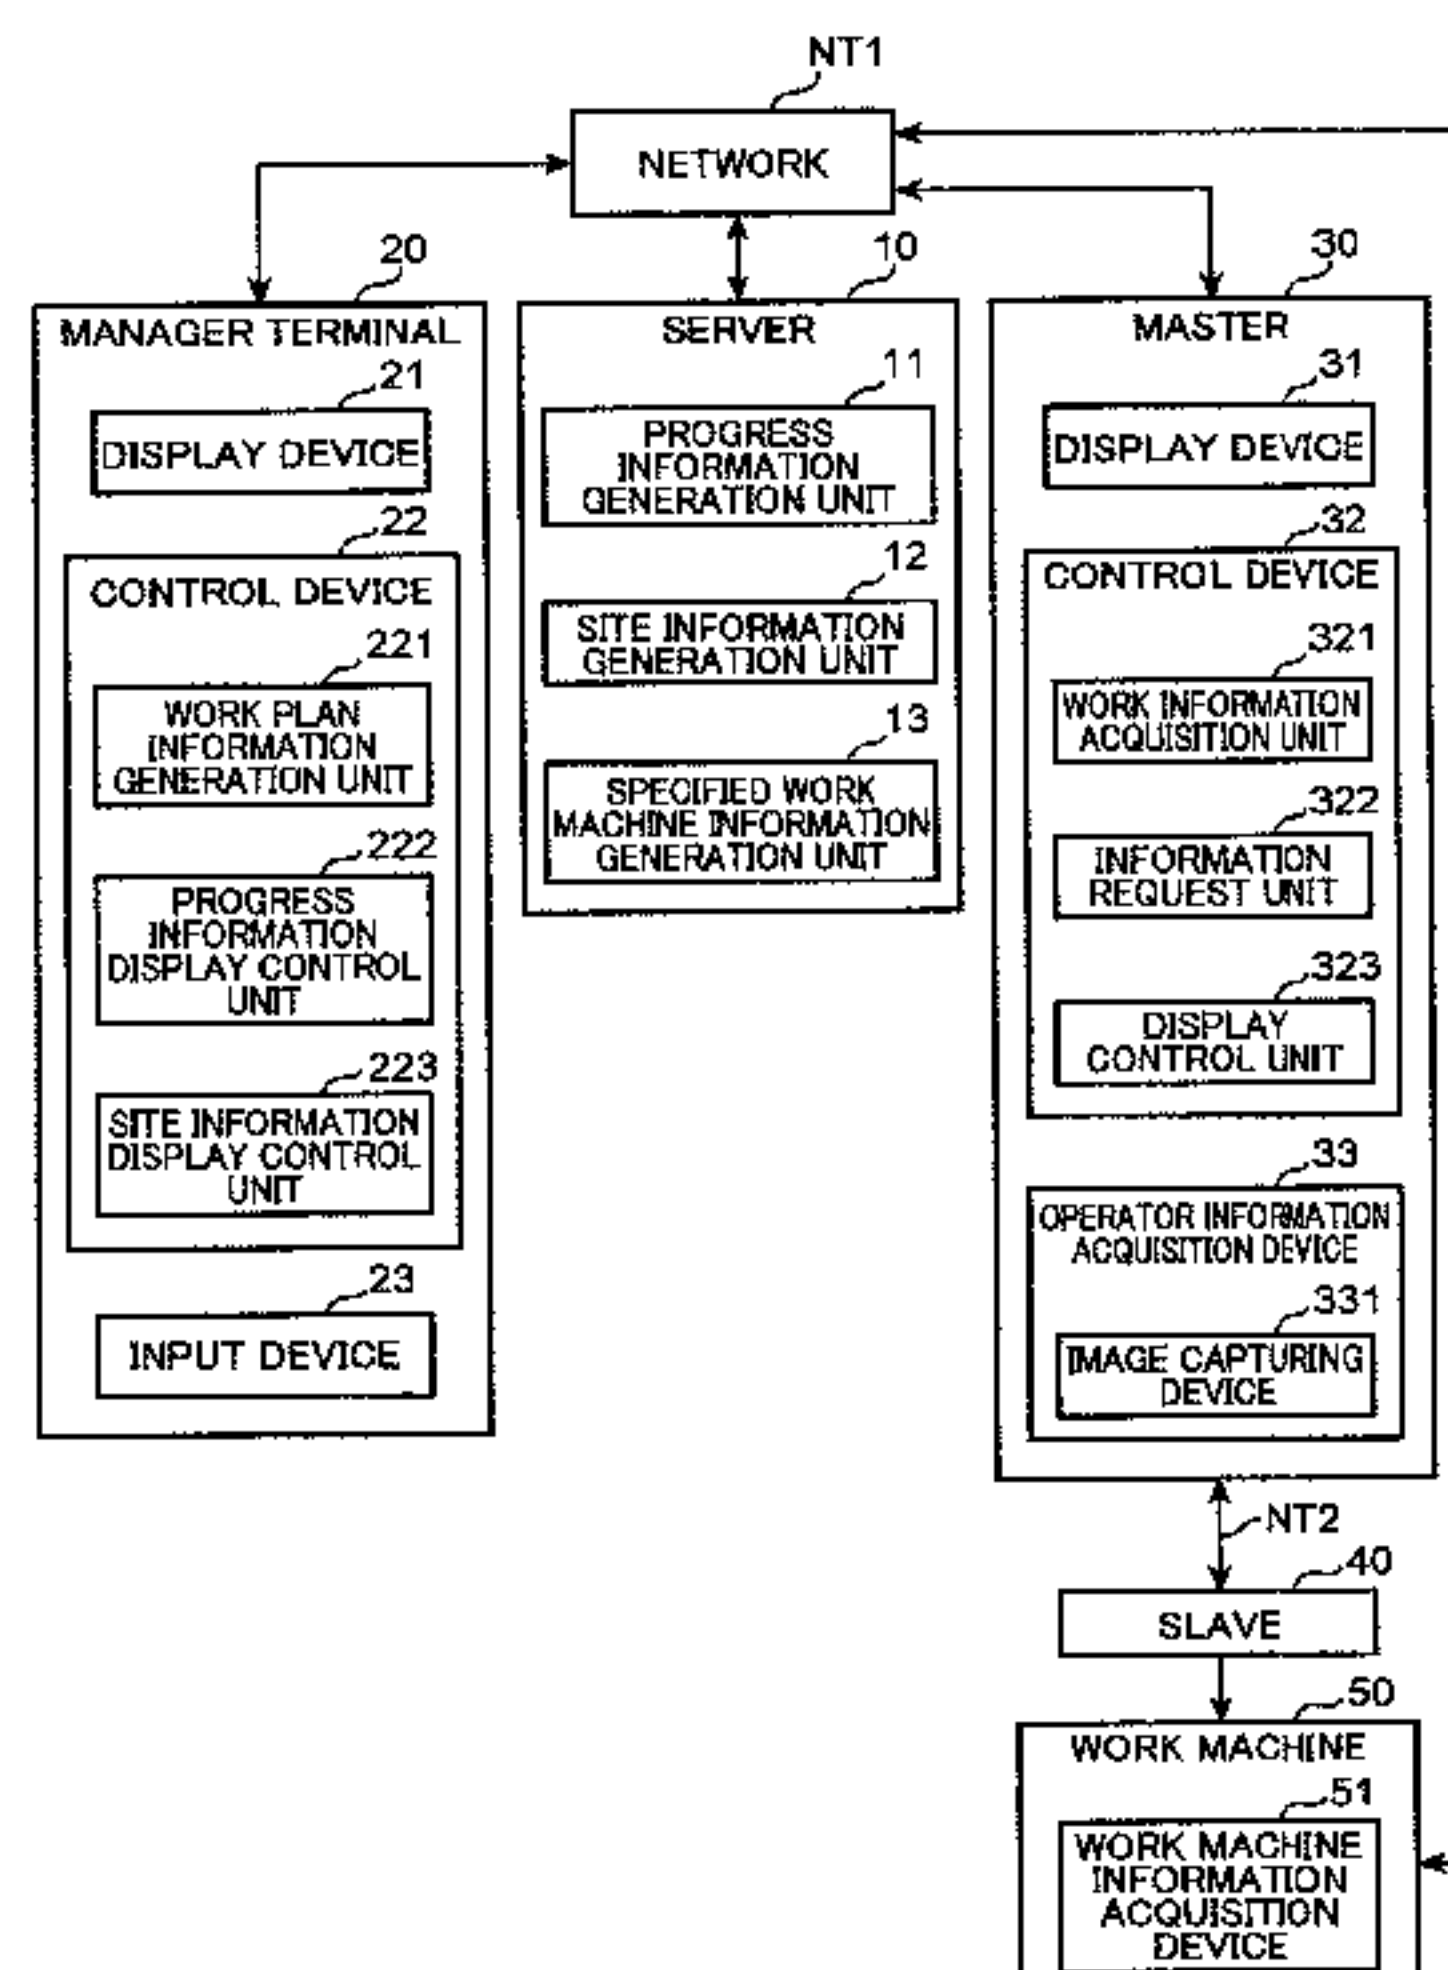 NT1
NETWORK
20
MANAGER TERMINAL
21
DISPLAY DEVICE
22
CONTROL DEVICE
221
WORK PLAN
INFORMATION
GENERATION UNIT
222
PROGRESS
INFORMATION
DISPLAY CONTROL
UNIT
223
SITE INFORMATION
DISPLAY CONTROL
UNIT
23
INPUT DEVICE
10
SERVER
11
PROGRESS
INFORMATION
GENERATION UNIT
12
SITE INFORMATION
GENERATION UNIT
13
SPECIFIED WORK
MACHINE INFORMATION
GENERATION UNIT
30
MASTER
31
DISPLAY DEVICE
32
CONTROL DEVICE
321
WORK INFORMATION
ACQUISITION UNIT
322
INFORMATION
REQUEST UNIT
323
DISPLAY
CONTROL UNIT
33
OPERATOR INFORMATION
ACQUISITION DEVICE
331
IMAGE CAPTURING
DEVICE
NT2
40
SLAVE
50
WORK MACHINE
51
WORK MACHINE
INFORMATION
ACQUISITION
DEVICE